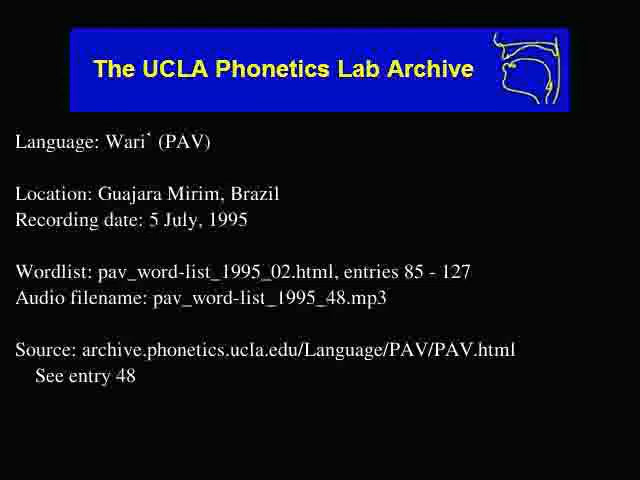 The UCLA Phonetics Lab Archive
Language: Wari` (PAV)
Location: Guajara Mirim, Brazil
Recording date: 5 July, 1995
Wordlist: pav_word-list_1995_02.html, entries 85 - 127
Audio filename: pav_word-list_1995_48.mp3
Source: archive.phonetics.ucla.edu/Language/PAV/PAV.html
See entry 48